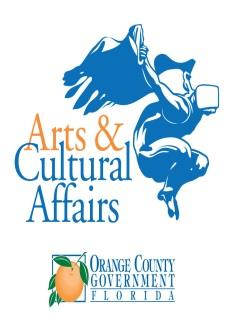 Arts &
Cultural
Affairs
ORANGE COUNTY
GOVERNMENT
FLORIDA